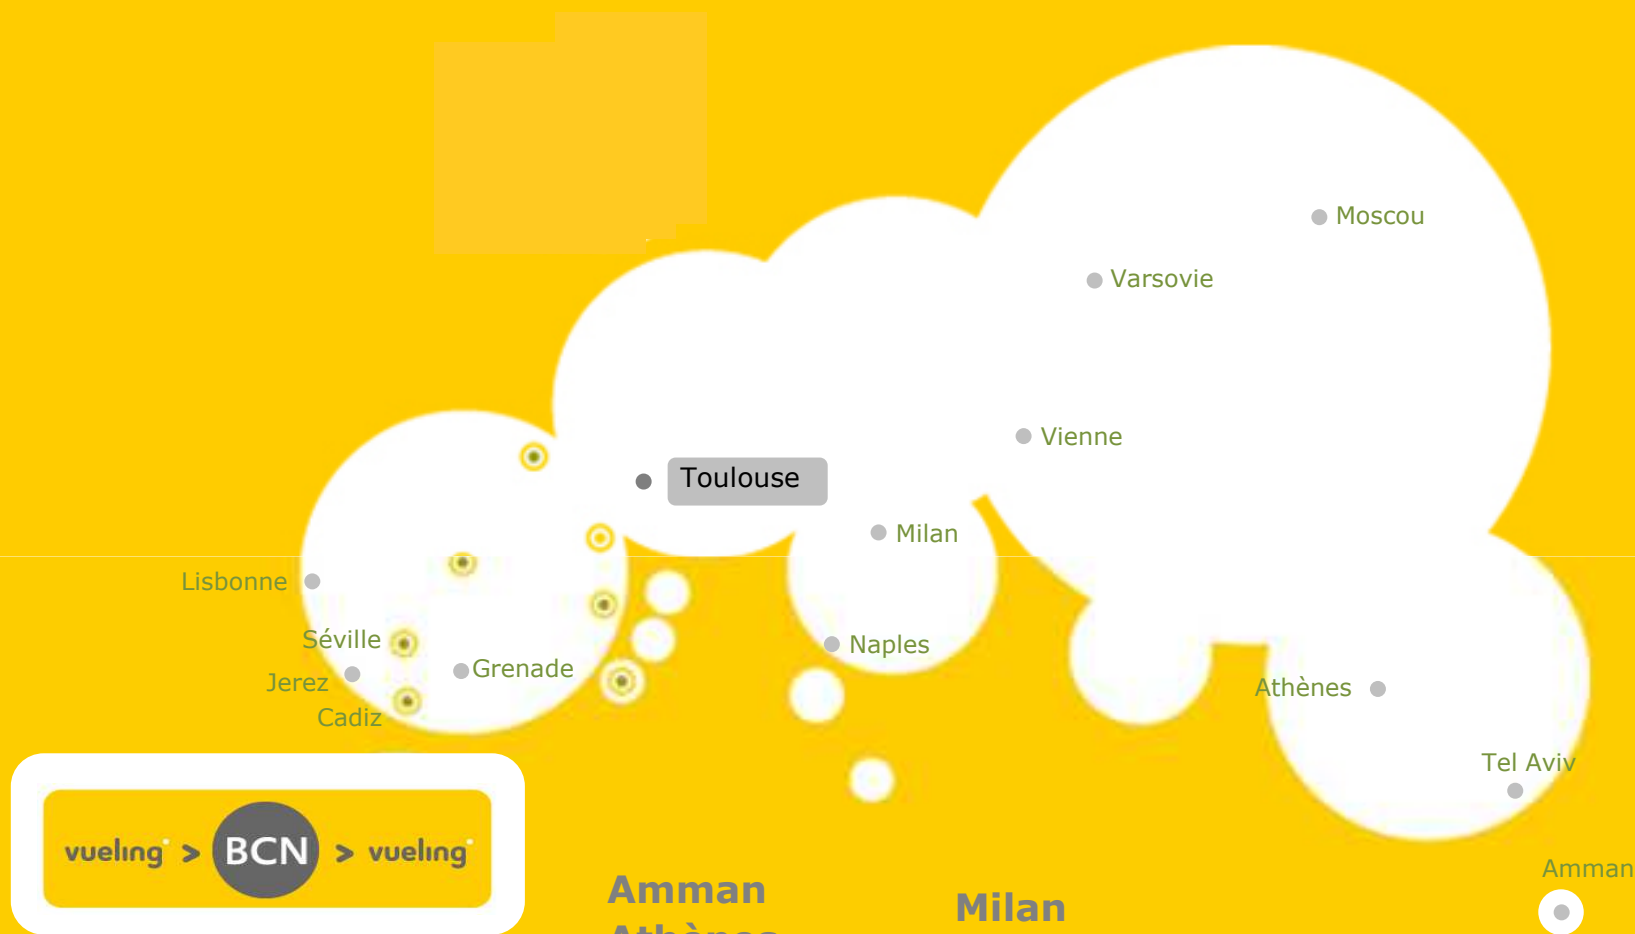 Moscou
Varsovie
Vienne
Toulouse
Milan
Lisbonne
Séville
Naples
Grenade
Jerez
Athènes
Cadiz
Tel Aviv
vueling > BCN > vueling
Amman
Amman
Milan
Athènes